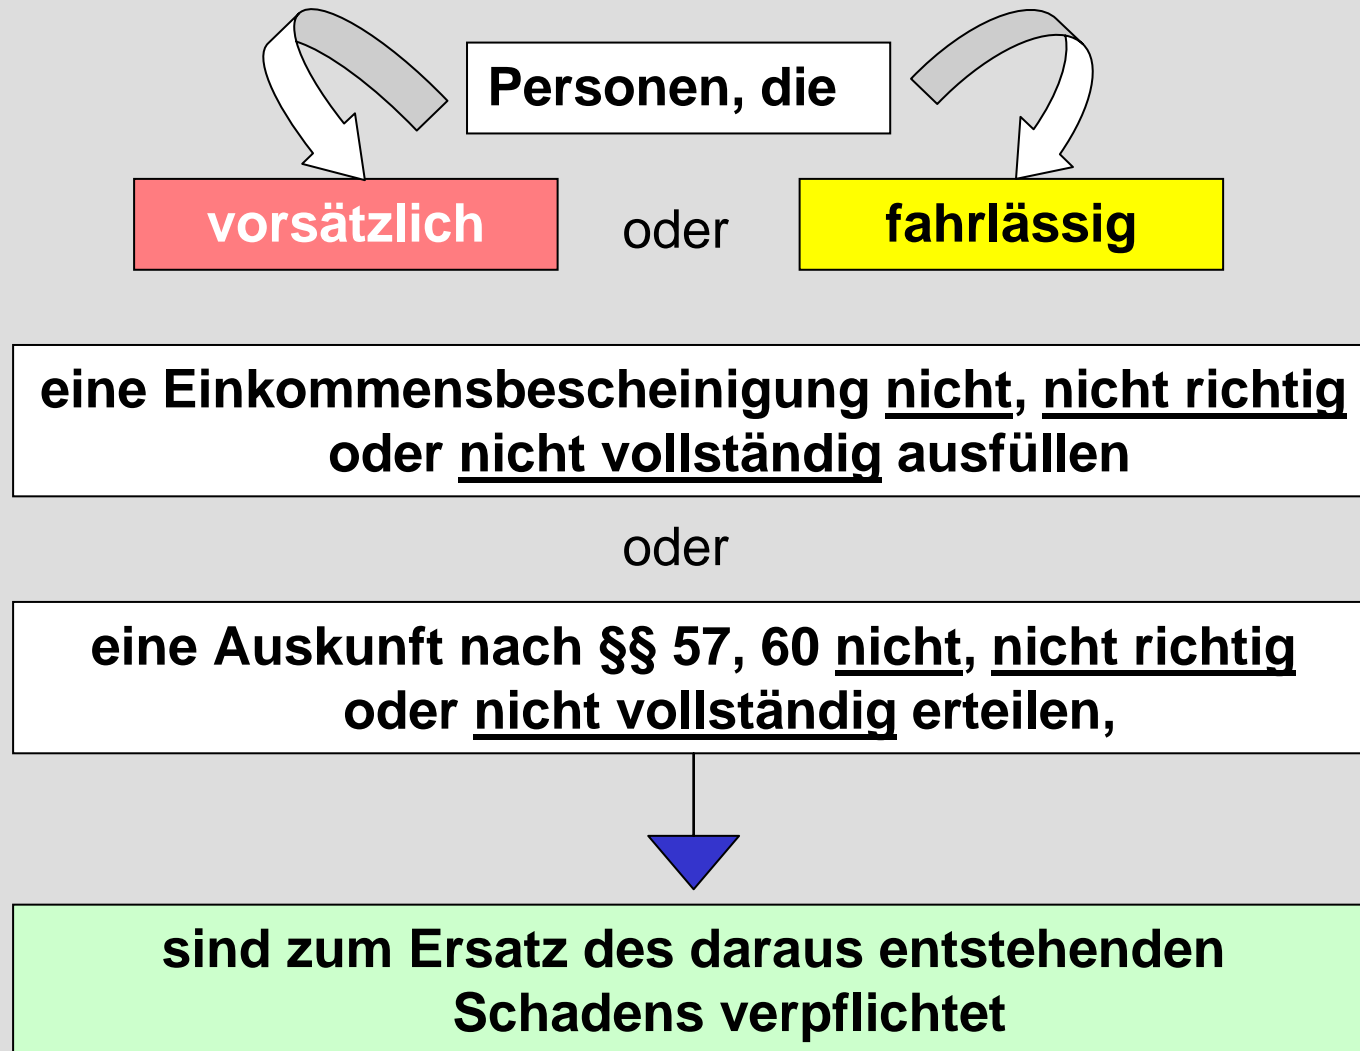 Personen, die
vorsätzlich oder fahrlässig
eine Einkommensbescheinigung nicht, nicht richtig
oder nicht vollständig ausfüllen
oder
eine Auskunft nach §§ 57, 60 nicht, nicht richtig
oder nicht vollständig erteilen,
sind zum Ersatz des daraus entstehenden
Schadens verpflichtet